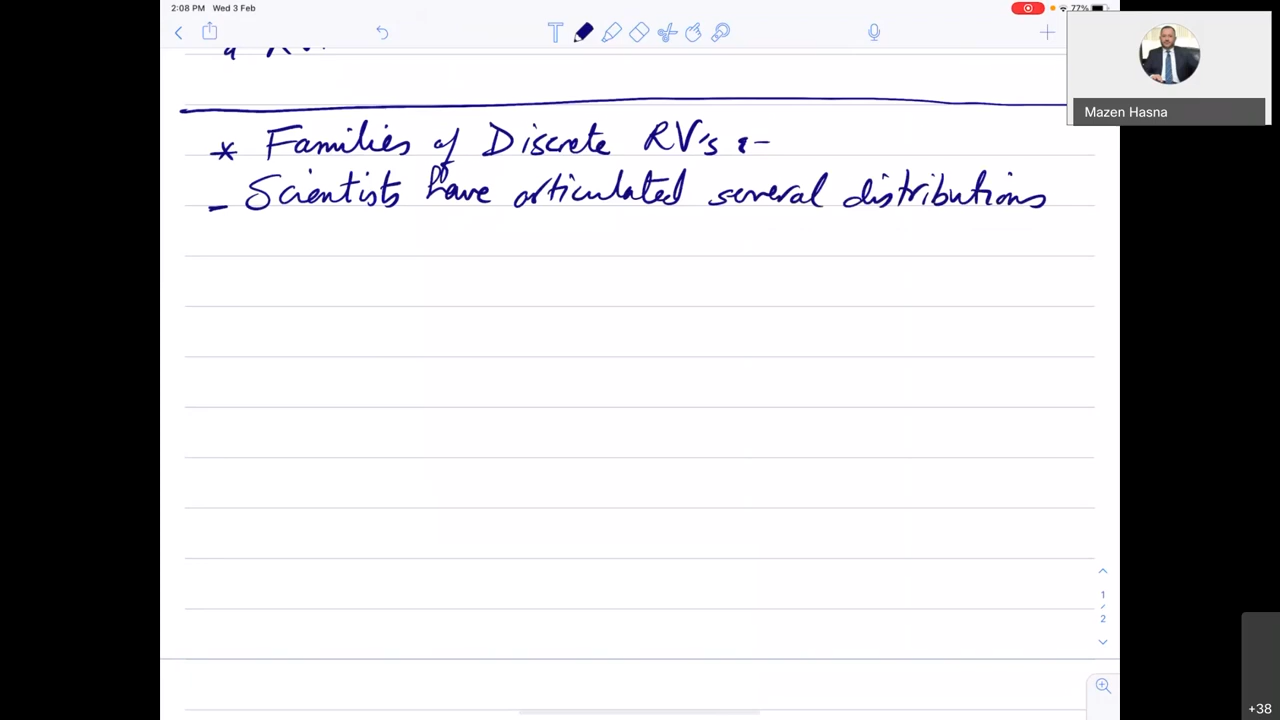 2:08 PM Wed 3 Feb
77%
T
a RV.
Mazen Hasna
* Families of Discrete RV's :-
- Scientists have articulated several distributions
1
/
2
+38